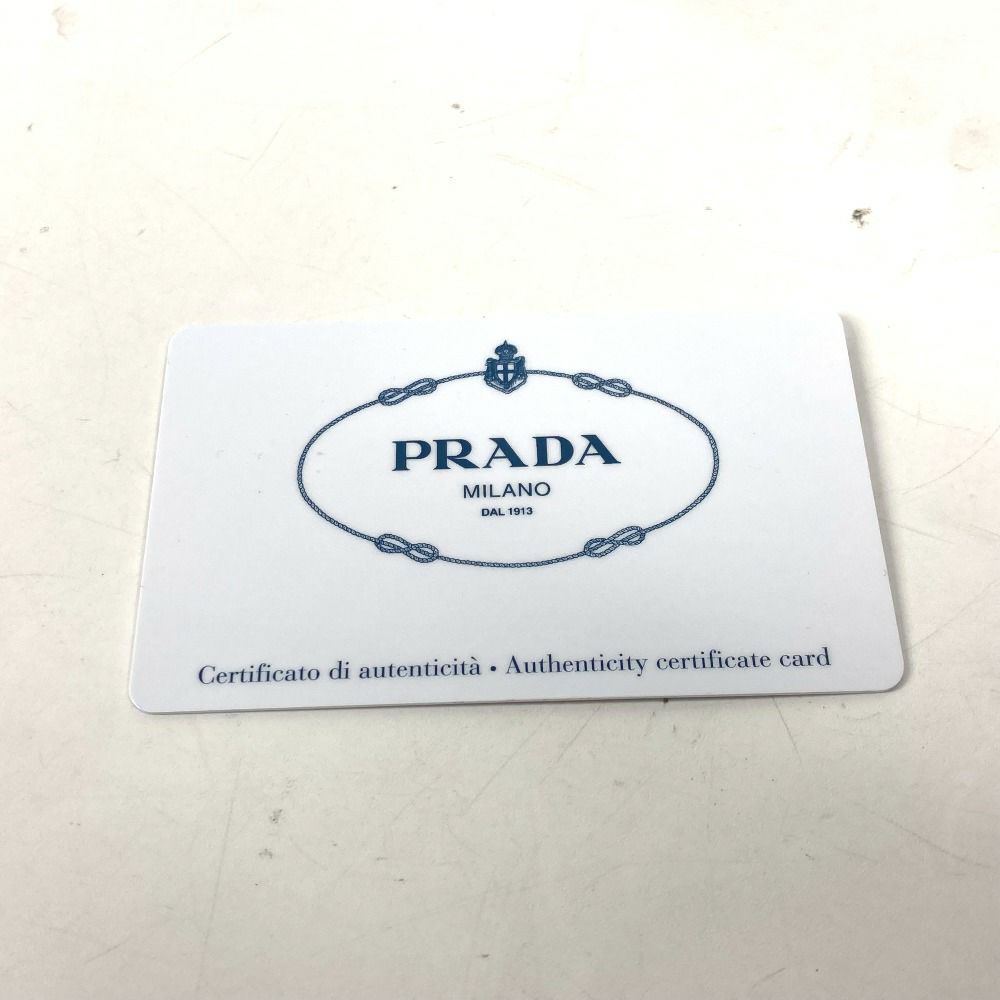 PRADA
MILANO
DAL 1913
Certificato di autenticità • Authenticity certificate card